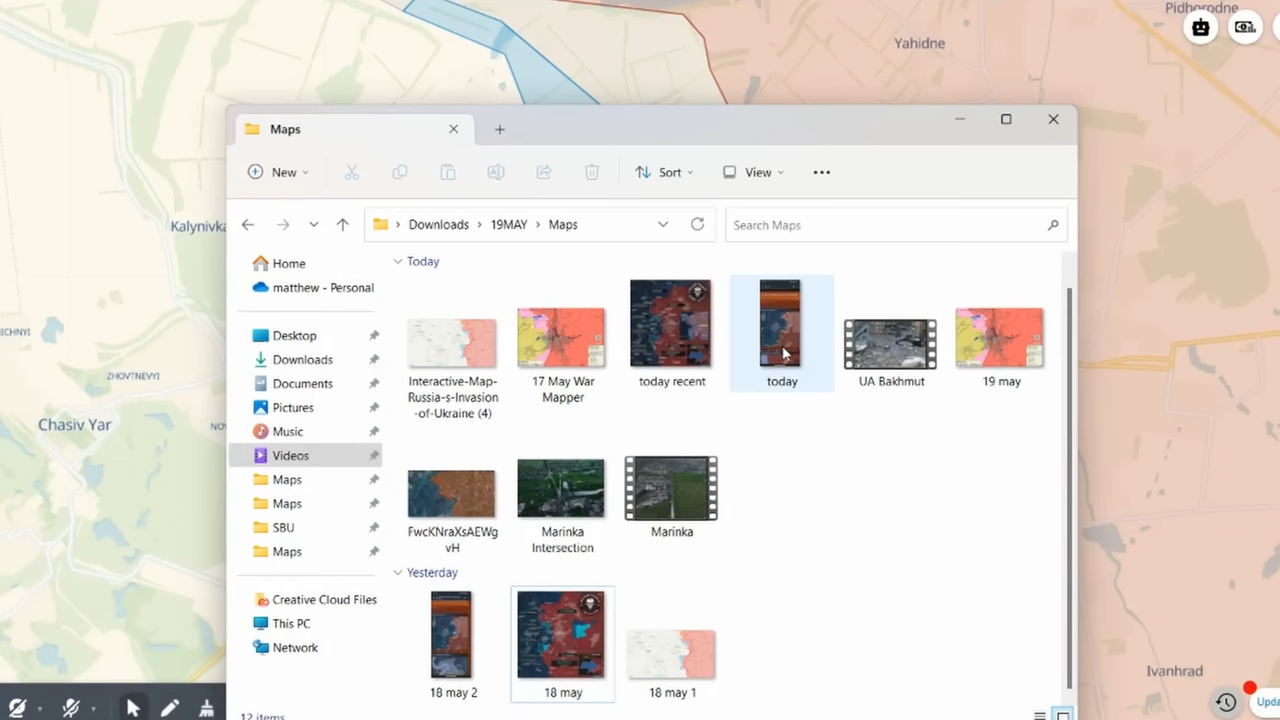 Pidhorodne
Yahidne
Maps
New
Sort
View
Kalynivka
Downloads
19MAY
Maps
Search Maps
Home
matthew - Personal
Desktop
Downloads
Documents
Pictures
Music
Videos
Maps
Maps
SBU
Maps
Creative Cloud Files
This PC
Network
Today
Interactive-Map-
Russia-s-Invasion
-of-Ukraine (4)
17 May War
Mapper
today recent
today
UA Bakhmut
19 may
FwcKNraXsAEWg
vH
Marinka
Intersection
Marinka
Yesterday
18 may 2
18 may
18 may 1
12 items
ZHOVTNEVYI
Chasiv Yar
Ivanhrad
Upda